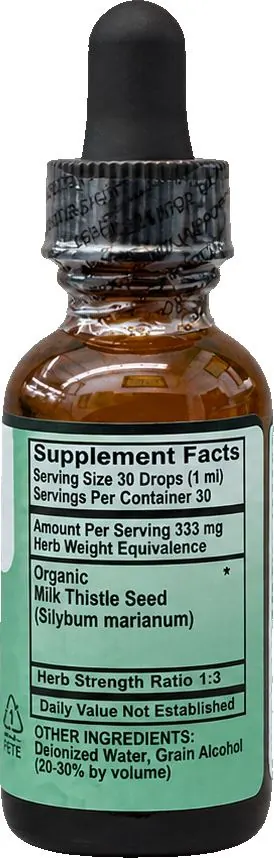 Supplement Facts
Serving Size 30 Drops (1 ml)
Servings Per Container 30
Amount Per Serving 333 mg
Herb Weight Equivalence
Organic *
Milk Thistle Seed
(Silybum marianum)
Herb Strength Ratio 1:3
Daily Value Not Established
OTHER INGREDIENTS:
Deionized Water, Grain Alcohol
(20-30% by volume)
1
PETE